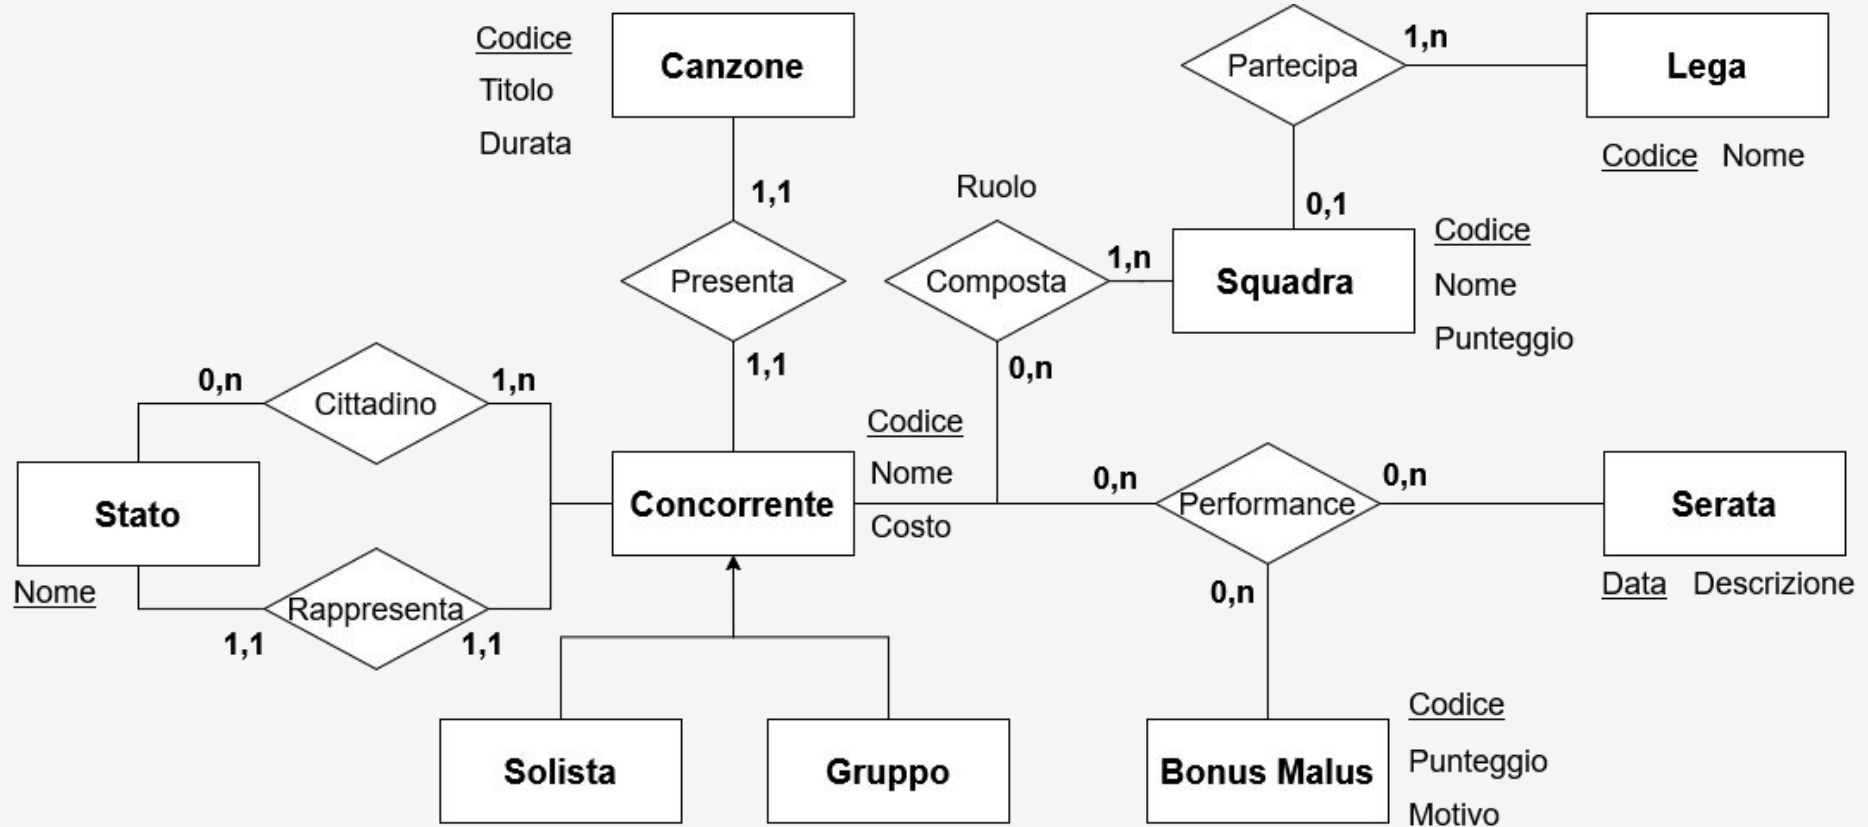 Codice
Titolo
Durata
Canzone
Partecipa
1,n
Lega
Codice Nome
1,1
Presenta
1,1
Ruolo
Composta
1,n
0,n
0,1
Squadra
Codice
Nome
Punteggio
0,n
Cittadino
1,n
Stato
Nome
Rappresenta
1,1
1,1
Concorrente
Codice
Nome
Costo
0,n
Performance
0,n
0,n
Serata
Data Descrizione
Solista
Gruppo
Bonus Malus
Codice
Punteggio
Motivo